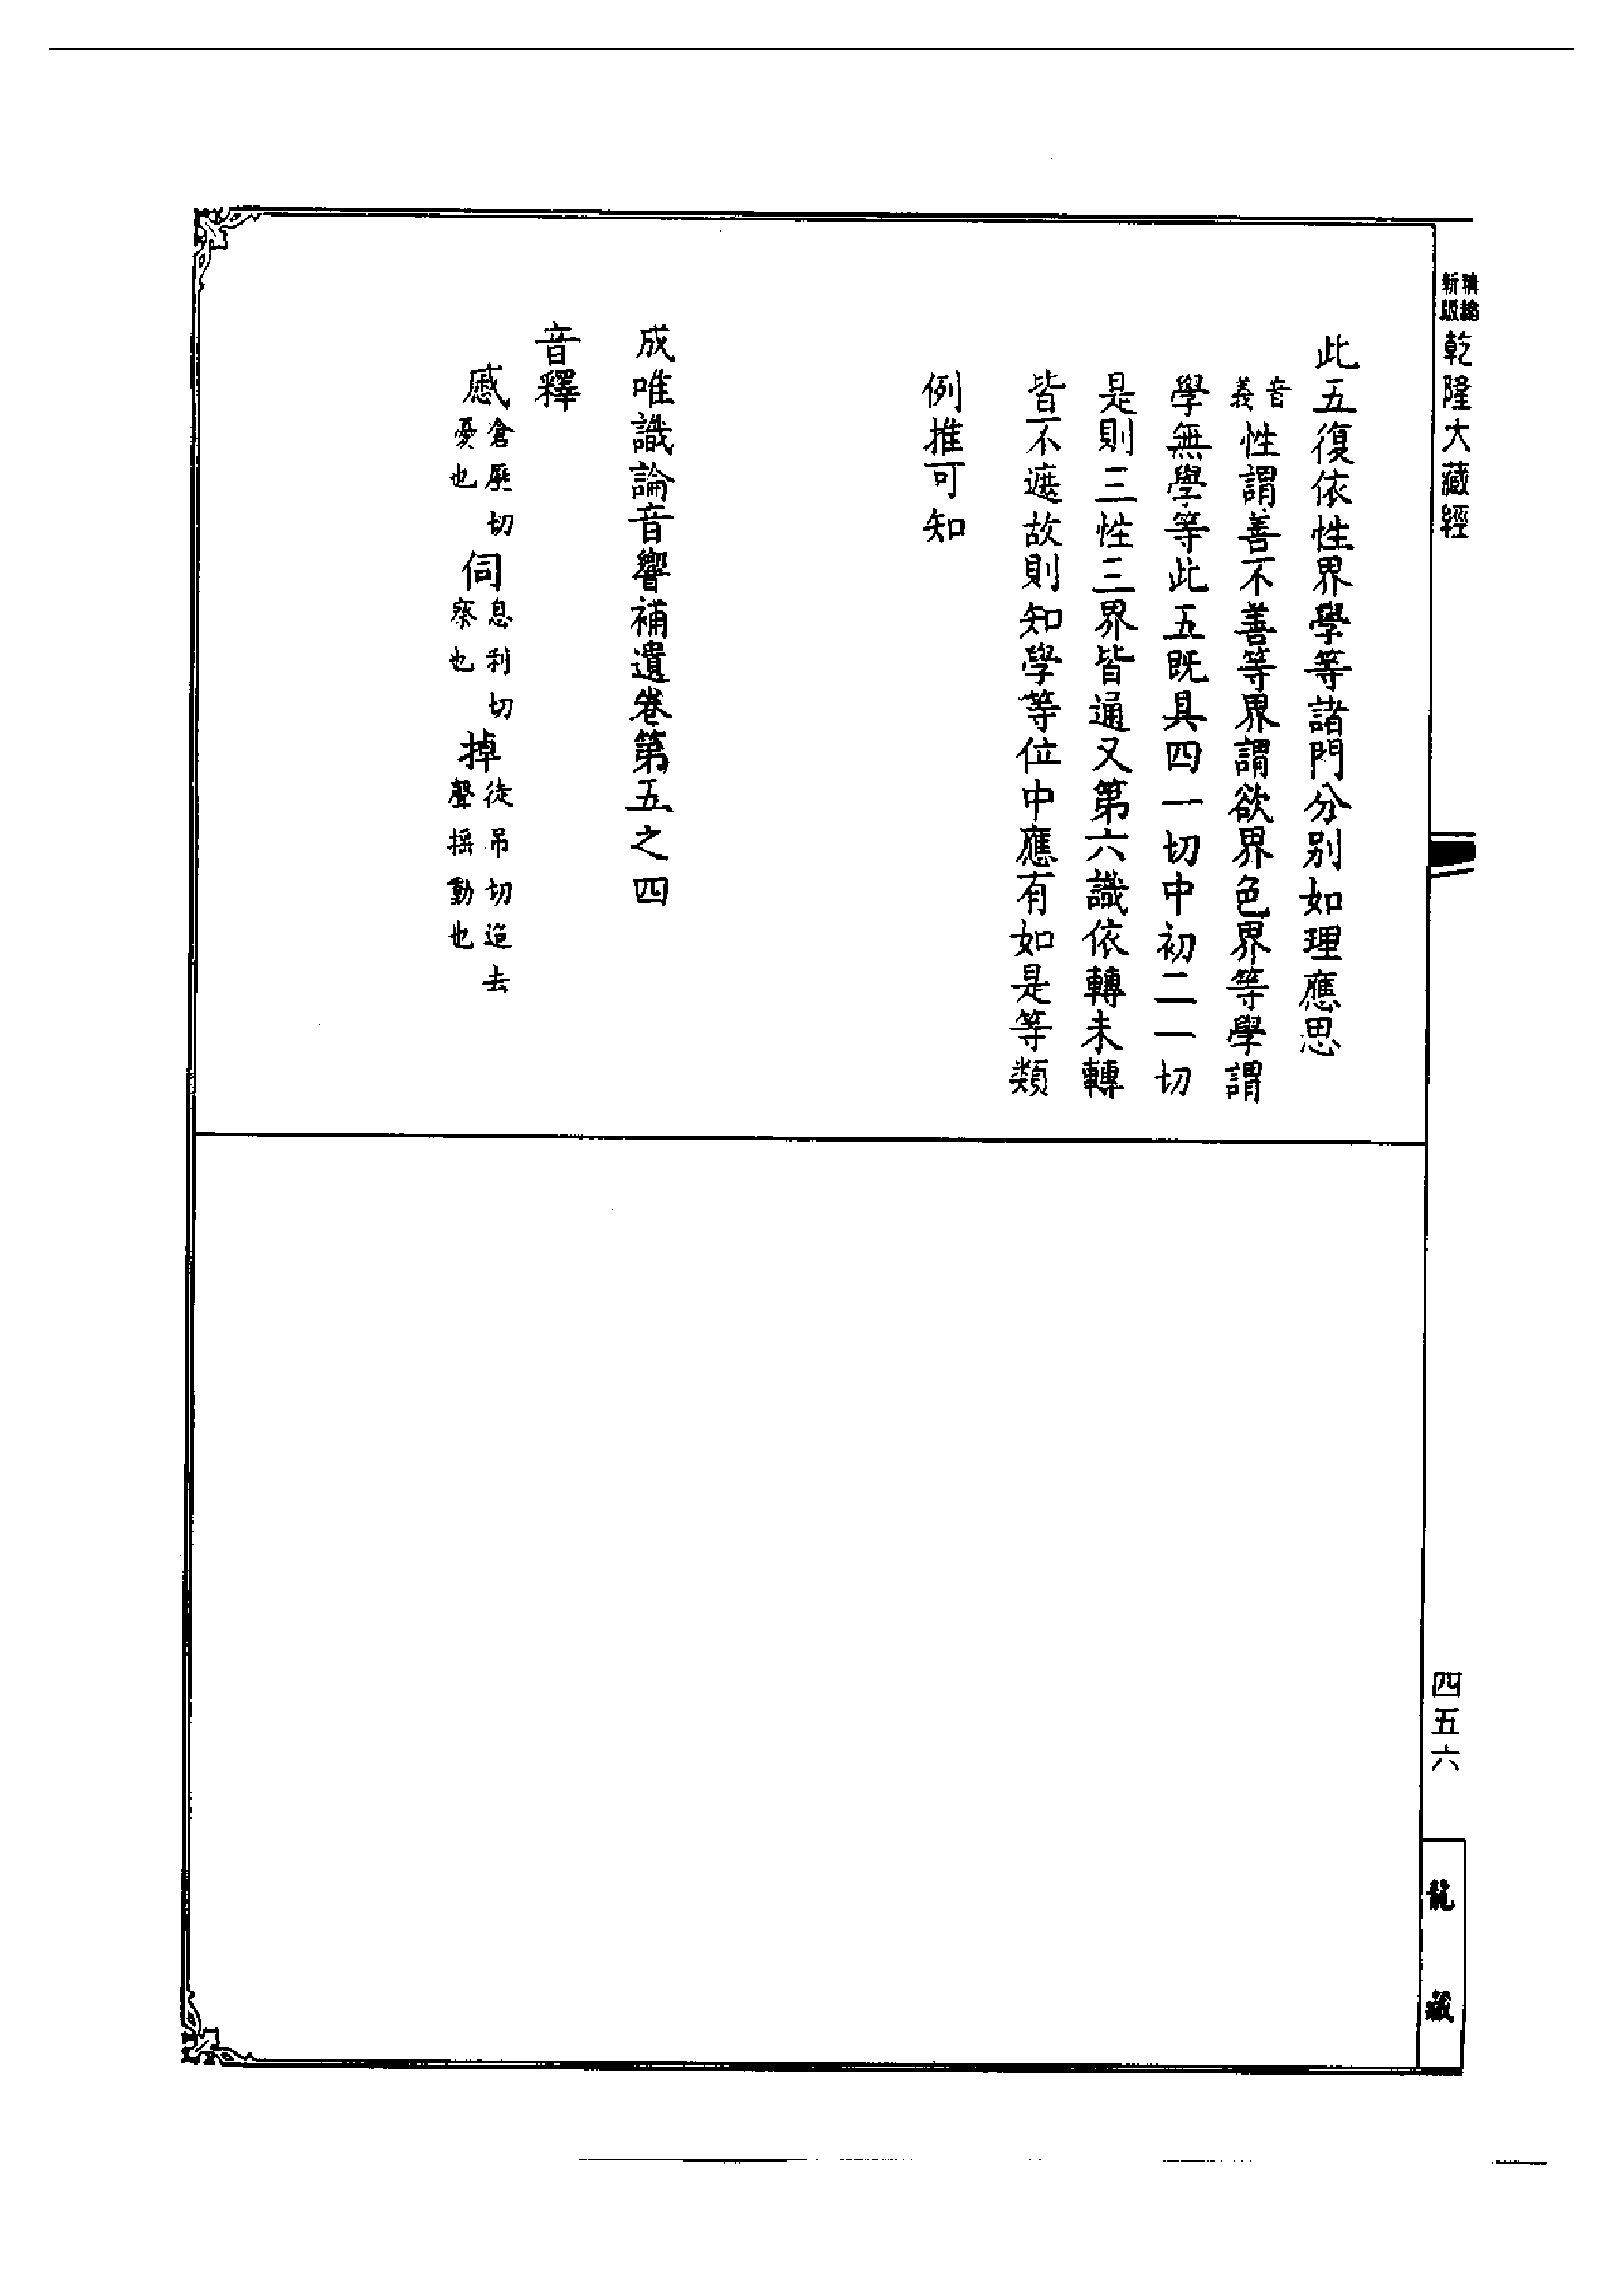 精縮新版乾隆大藏經
此五復依性界學等諸門分別如理應思
音義性謂善不善等界謂欲界色界等學謂
學無學等此五既具四一切中初二一切
是則三性三界皆通又第六識依轉未轉
皆不遮故則知學等位中應有如是等類
例推可知
成唯識論音響補遺卷第五之四
音釋
慼倉歷切憂也伺息利切察也掉徒吊切迢去聲搖動也
四五六
龍藏